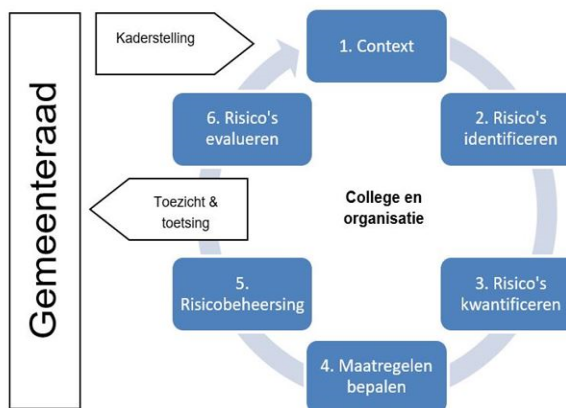 Gemeenteraad
Kaderstelling
1. Context
6. Risico's
evalueren
2. Risico's
identificeren
Toezicht &
toetsing
College en
organisatie
5.
Risicobeheersing
3. Risico's
kwantificeren
4. Maatregelen
bepalen